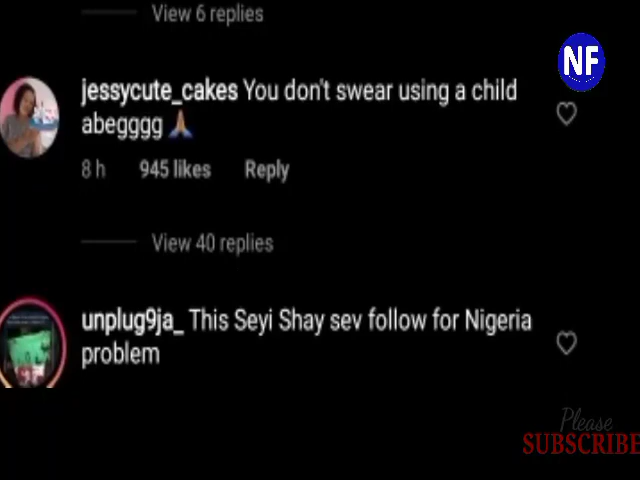 View 6 replies
NF
jessycute_cakes You don't swear using a child
abegggg 🙏
8 h 945 likes Reply
View 40 replies
unplug9ja_ This Seyi Shay sev follow for Nigeria
problem
Please
SUBSCRIBE